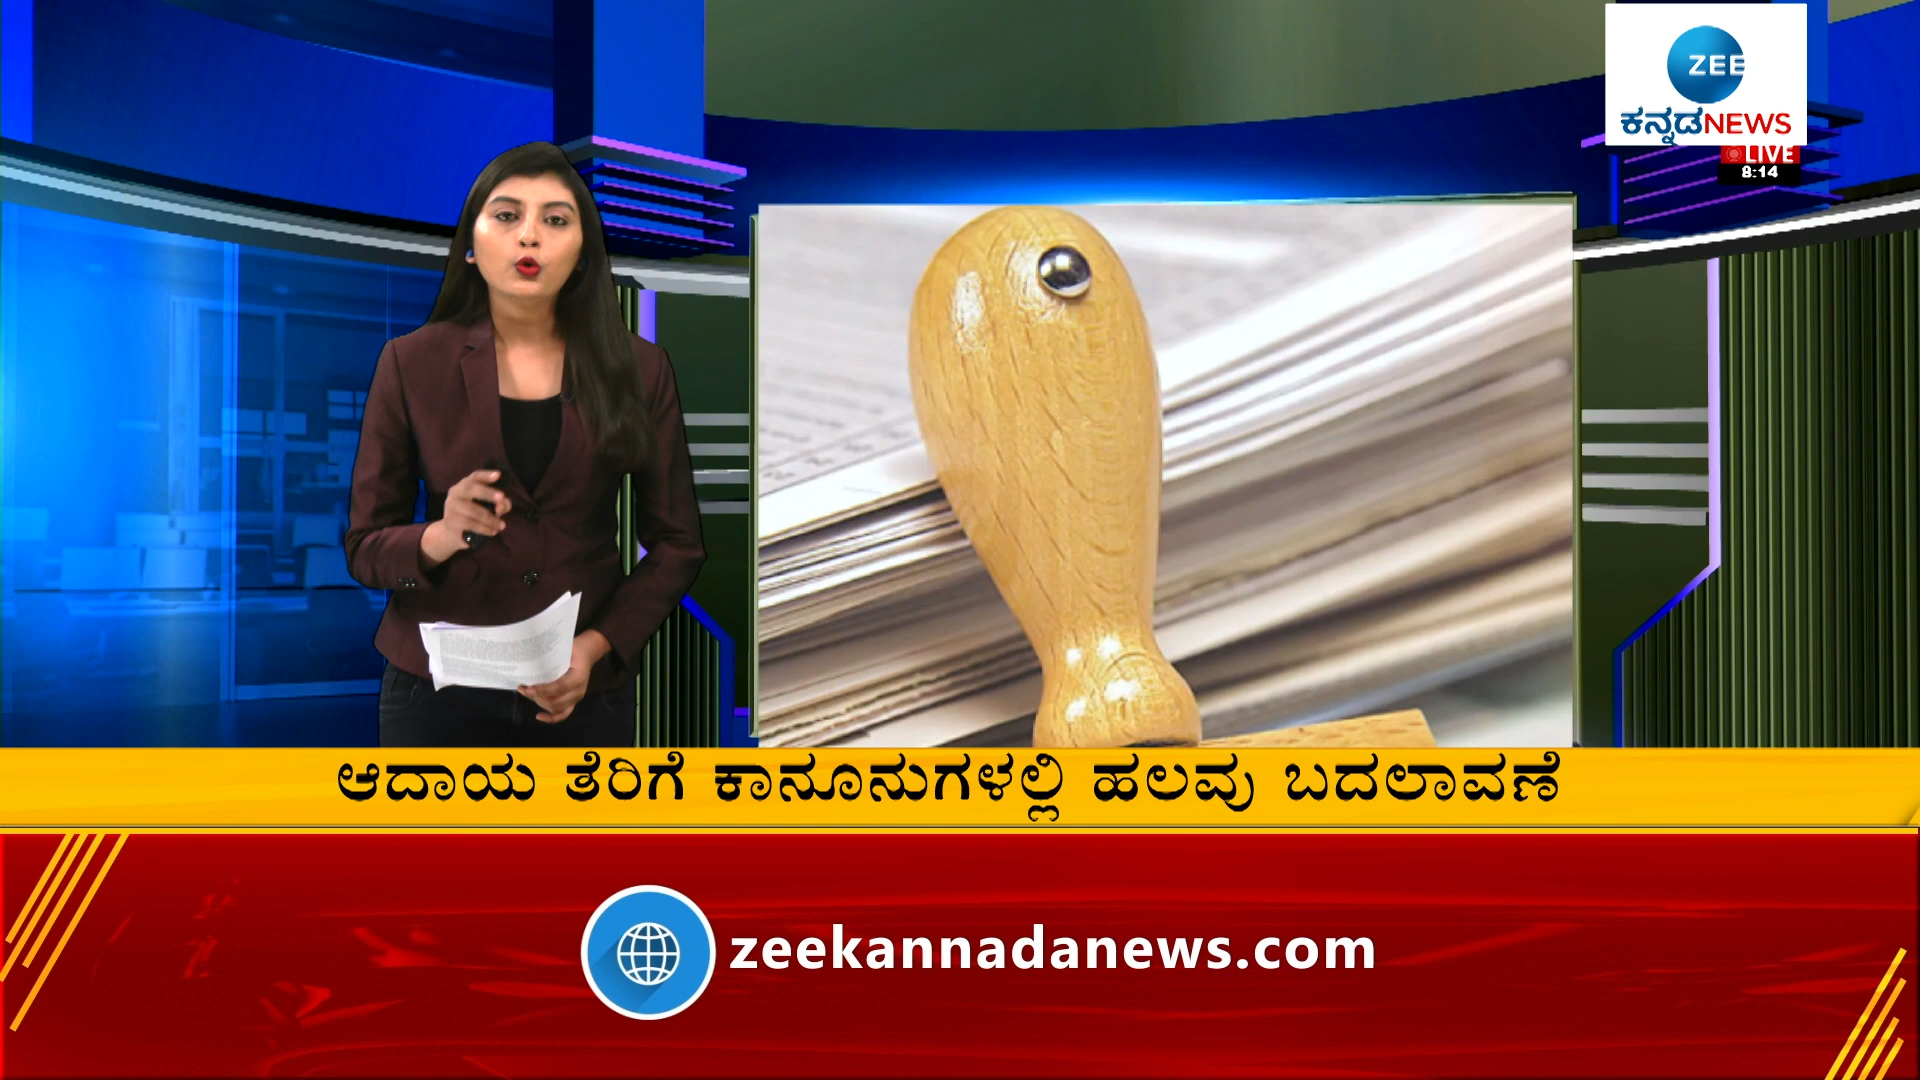 ZEE
ಕನ್ನಡNEWS
LIVE
8:14
ಆದಾಯ ತೆರಿಗೆ ಕಾನೂನುಗಳಲ್ಲಿ ಹಲವು ಬದಲಾವಣೆ
zeekannadanews.com